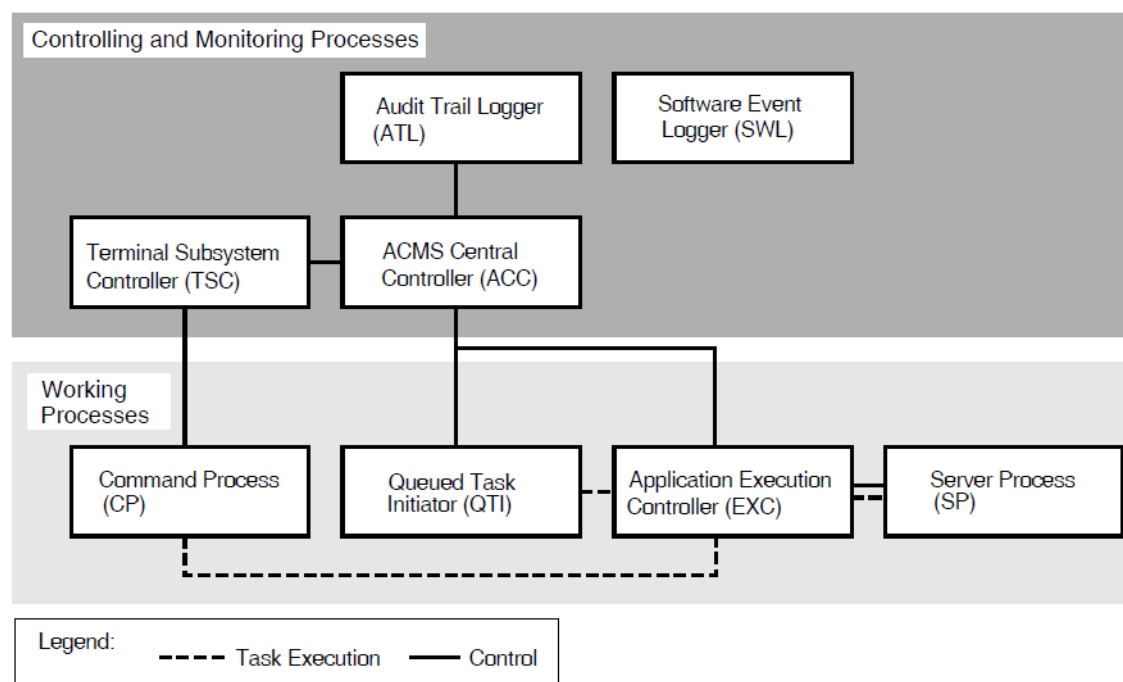 Controlling and Monitoring Processes
Audit Trail Logger
(ATL)
Software Event
Logger (SWL)
Terminal Subsystem
Controller (TSC)
ACMS Central
Controller (ACC)
Working
Processes
Command Process
(CP)
Queued Task
Initiator (QTI)
Application Execution
Controller (EXC)
Server Process
(SP)
Legend:
Task Execution
Control